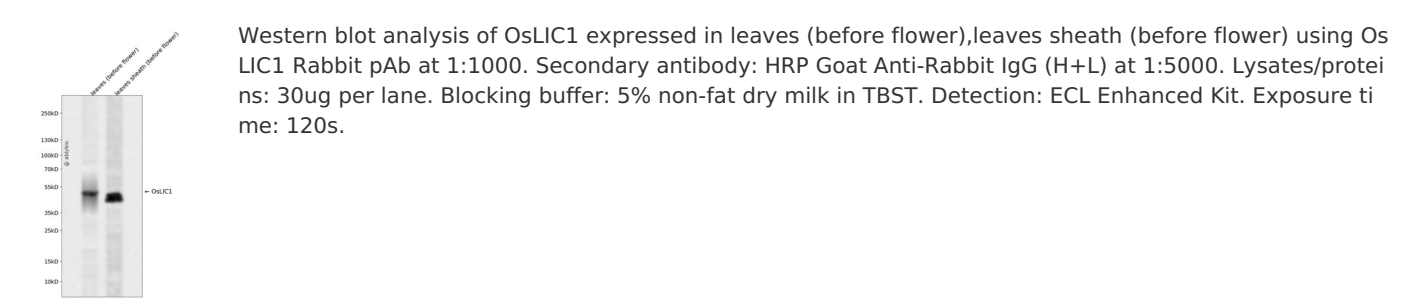 leaves (before flower)
leaves sheath (before flower)
250kD
130kD
100kD
70kD
55kD
35kD
25kD
15kD
10kD
@ ablybio
← OsLIC1
Western blot analysis of OsLIC1 expressed in leaves (before flower),leaves sheath (before flower) using Os
LIC1 Rabbit pAb at 1:1000. Secondary antibody: HRP Goat Anti-Rabbit IgG (H+L) at 1:5000. Lysates/protei
ns: 30ug per lane. Blocking buffer: 5% non-fat dry milk in TBST. Detection: ECL Enhanced Kit. Exposure ti
me: 120s.